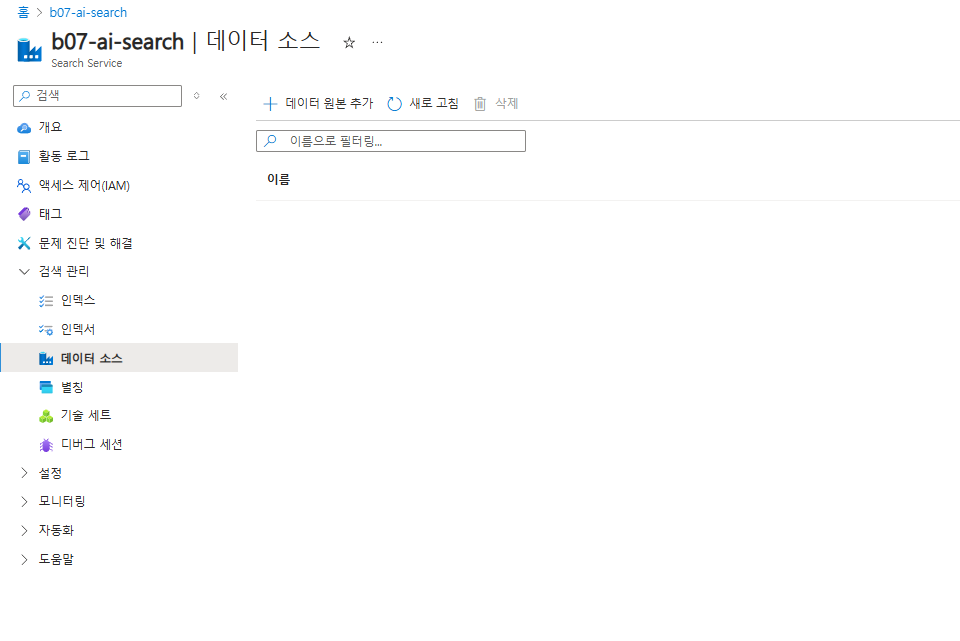 홈 > b07-ai-search
b07-ai-search | 데이터 소스
Search Service
검색
데이터 원본 추가 새로 고침 삭제
이름으로 필터링...
이름
개요
활동 로그
액세스 제어(IAM)
태그
문제 진단 및 해결
검색 관리
인덱스
인덱서
데이터 소스
별칭
기술 세트
디버그 세션
설정
모니터링
자동화
도움말